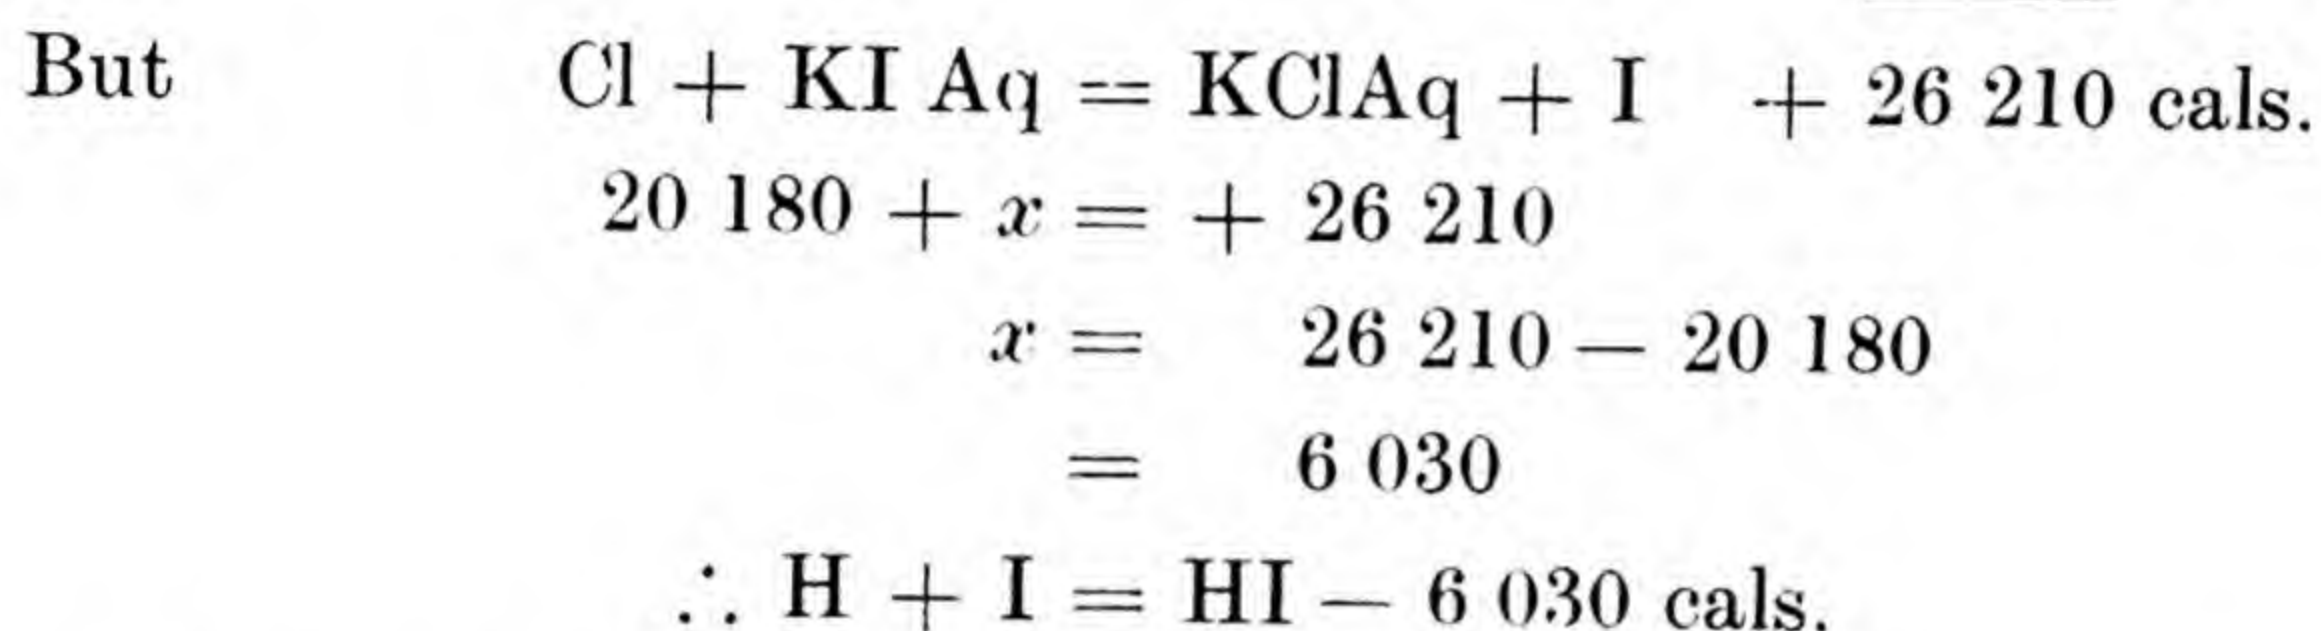 But Cl + KI Aq = KClAq + I + 26 210 cals.
20 180 + x = + 26 210
x = 26 210 – 20 180
= 6 030
∴ H + I = HI – 6 030 cals.